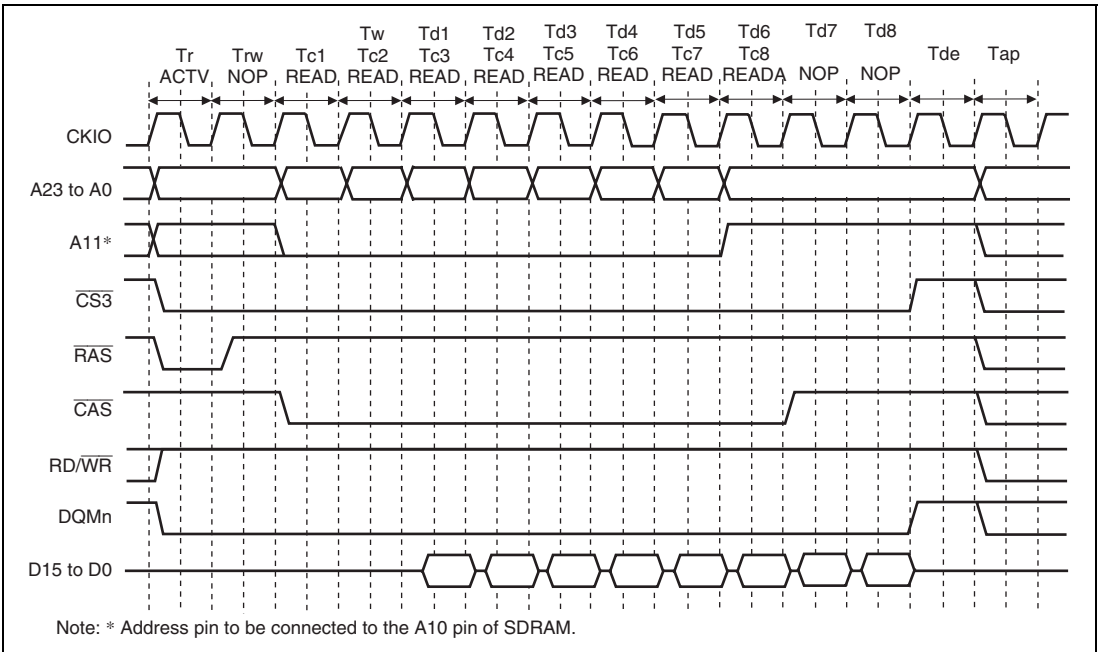 Tw Td1 Td2 Td3 Td4 Td5 Td6 Td7 Td8
Tr Trw Tc1 Tc2 Tc3 Tc4 Tc5 Tc6 Tc7 Tc8 Tde Tap
ACTV NOP READ READ READ READ READ READ READ READA NOP NOP
CKIO
A23 to A0
A11*
CS3
RAS
CAS
RD/WR
DQMn
D15 to D0
Note: * Address pin to be connected to the A10 pin of SDRAM.